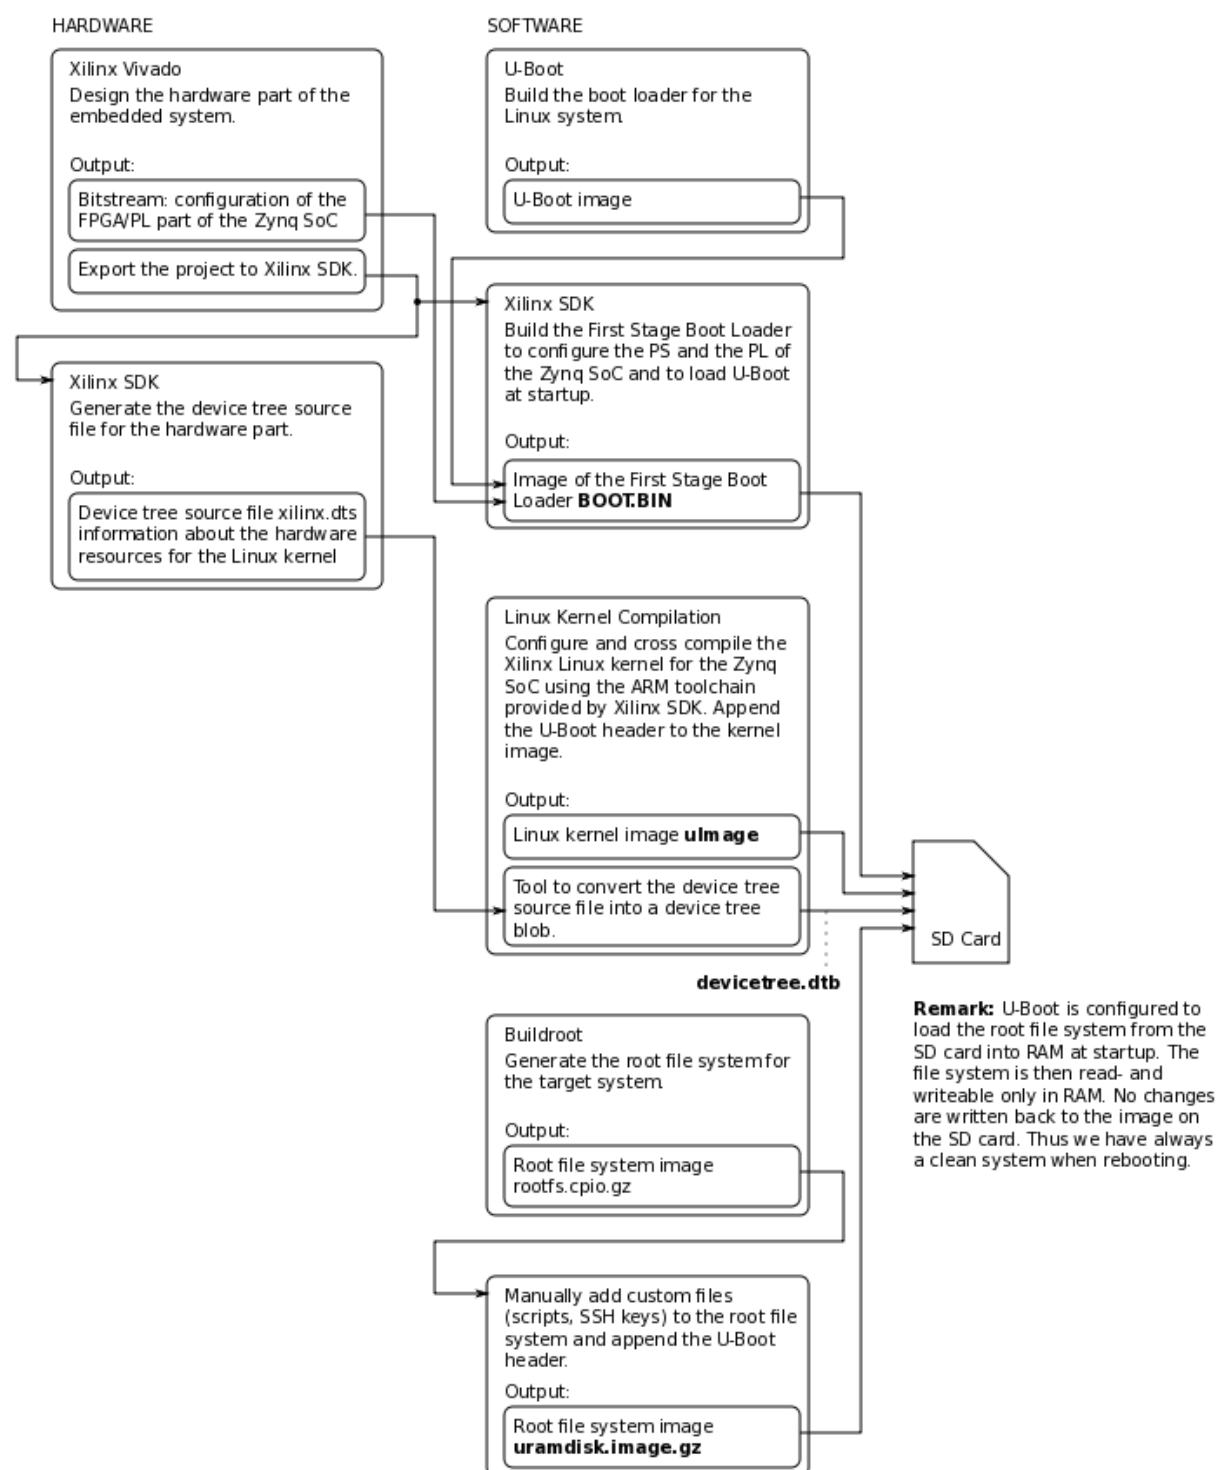 HARDWARE
Xilinx Vivado
Design the hardware part of the
embedded system.
Output:
Bitstream: configuration of the
FPGA/PL part of the Zynq SoC
Export the project to Xilinx SDK.
Xilinx SDK
Generate the device tree source
file for the hardware part.
Output:
Device tree source file xilinx.dts
information about the hardware
resources for the Linux kernel
SOFTWARE
U-Boot
Build the boot loader for the
Linux system.
Output:
U-Boot image
Xilinx SDK
Build the First Stage Boot Loader
to configure the PS and the PL of
the Zynq SoC and to load U-Boot
at startup.
Output:
Image of the First Stage Boot
Loader BOOT.BIN
Linux Kernel Compilation
Configure and cross compile the
Xilinx Linux kernel for the Zynq
SoC using the ARM toolchain
provided by Xilinx SDK. Append
the U-Boot header to the kernel
image.
Output:
Linux kernel image uImage
Tool to convert the device tree
source file into a device tree
blob.
devicetree.dtb
Buildroot
Generate the root file system for
the target system.
Output:
Root file system image
rootfs.cpio.gz
Manually add custom files
(scripts, SSH keys) to the root file
system and append the U-Boot
header.
Output:
Root file system image
uramdisk.image.gz
SD Card
Remark: U-Boot is configured to
load the root file system from the
SD card into RAM at startup. The
file system is then read- and
writeable only in RAM. No changes
are written back to the image on
the SD card. Thus we have always
a clean system when rebooting.